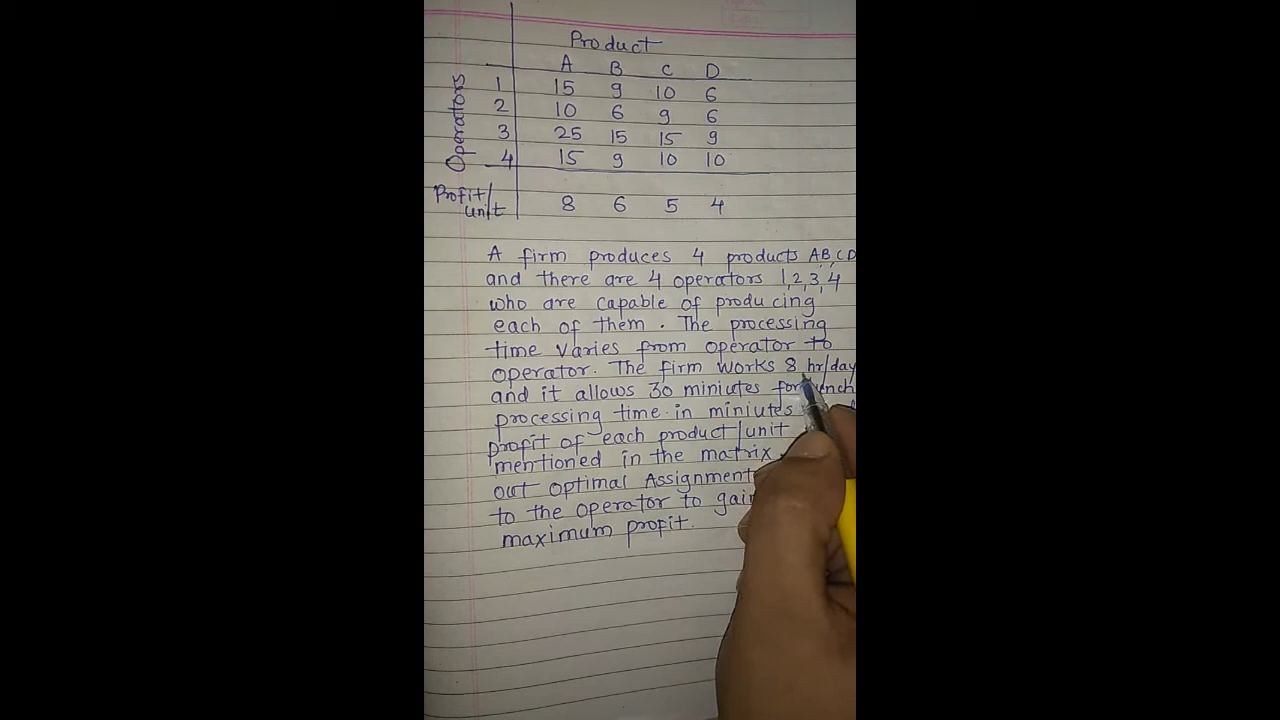 Product
A B C D
Operators
1 15 9 10 6
2 10 6 9 6
3 25 15 15 9
4 15 9 10 10
Profit/unit 8 6 5 4
A firm produces 4 products A,B,C,D
and there are 4 operators 1,2,3,4
who are capable of producing
each of them. The processing
time varies from operator to
operator. The firm works 8 hr/day
and it allows 30 miniutes for
processing time in miniutes
profit of each product/unit
mentioned in the matrix
out optimal Assignment
to the operator to gain
maximum profit.